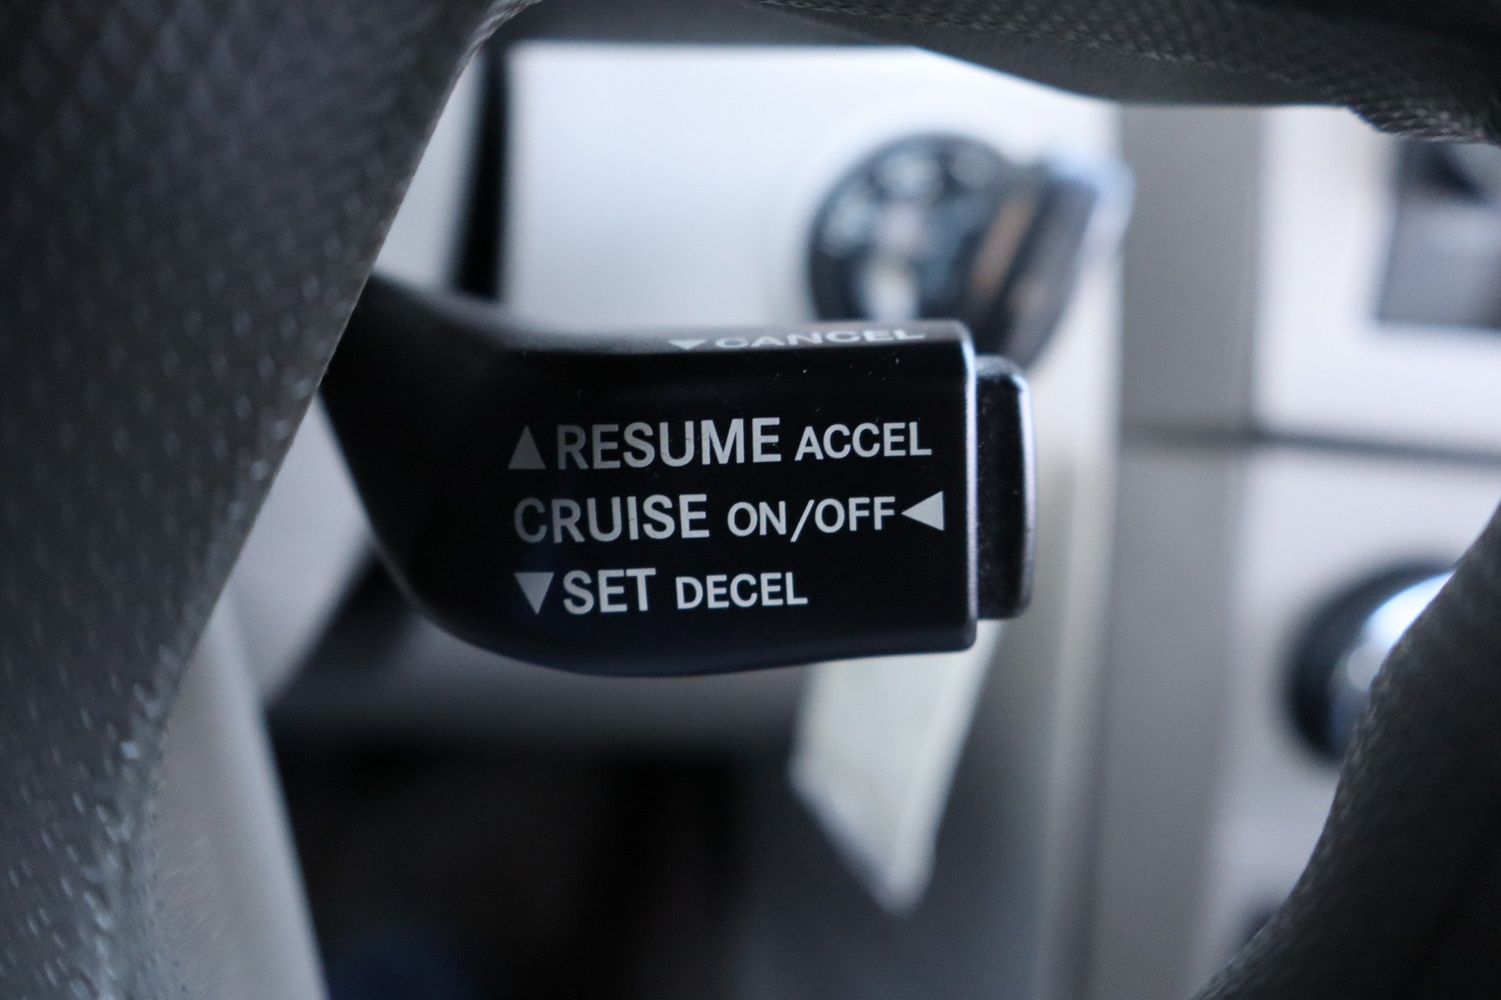 ▼CANCEL
▲RESUME ACCEL
CRUISE ON/OFF◀
▼SET DECEL